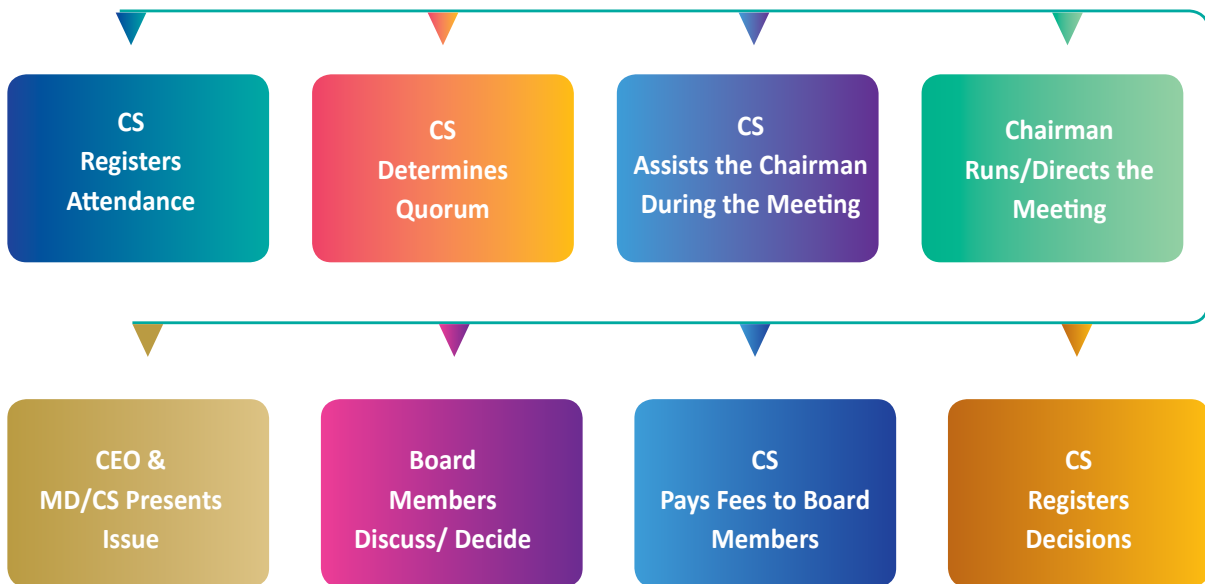 CS
Registers
Attendance
CS
Determines
Quorum
CS
Assists the Chairman
During the Meeting
Chairman
Runs/Directs the
Meeting
CEO &
MD/CS Presents
Issue
Board
Members
Discuss/ Decide
CS
Pays Fees to Board
Members
CS
Registers
Decisions